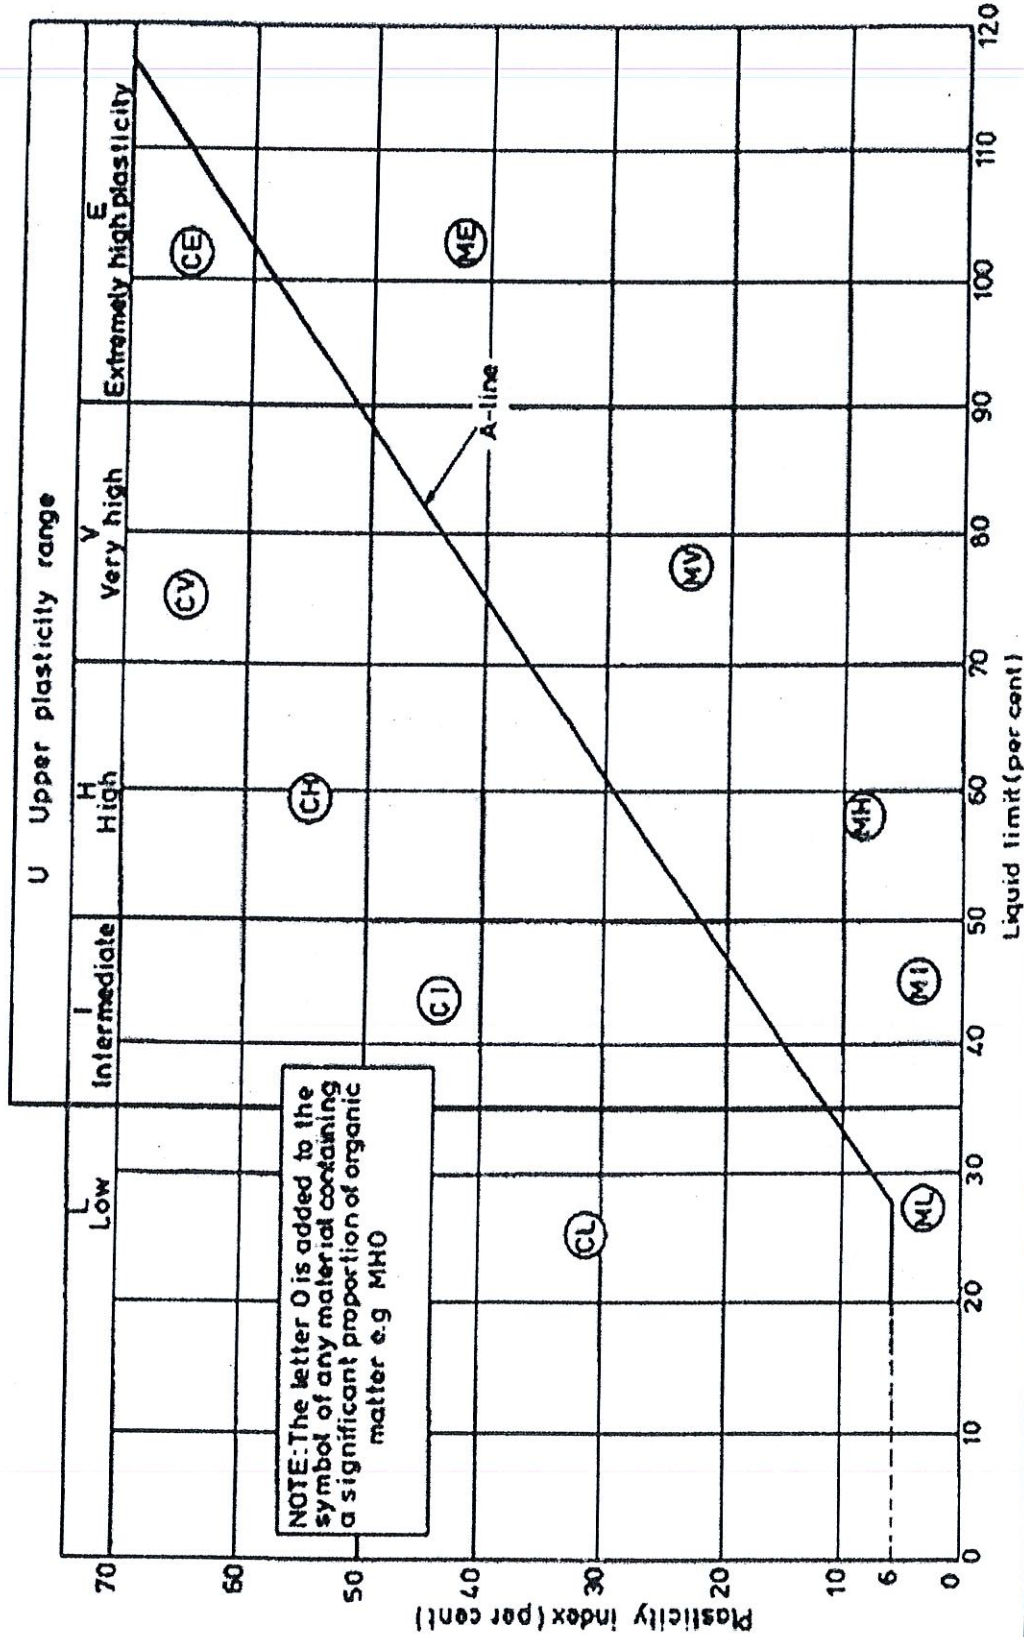 U Upper plasticity range
L
Low
I
Intermediate
H
High
V
Very high
E
Extremely high plasticity
NOTE: The letter O is added to the
symbol of any material containing
a significant proportion of organic
matter e.g MHO
CL
CI
CH
CV
CE
A-line
ML
MI
MH
MV
ME
Plasticity index (per cent)
70
60
50
40
30
20
10
6
0
0
10
20
30
40
50
60
70
80
90
100
110
120
Liquid limit (per cent)